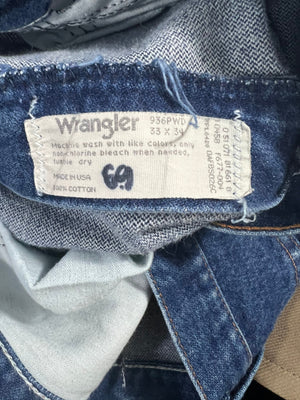 Wrangler
936PWD A
33 X 34
Machine wash with like colors, only
non-chlorine bleach when needed,
tumble dry
MADE IN USA
100% COTTON
69